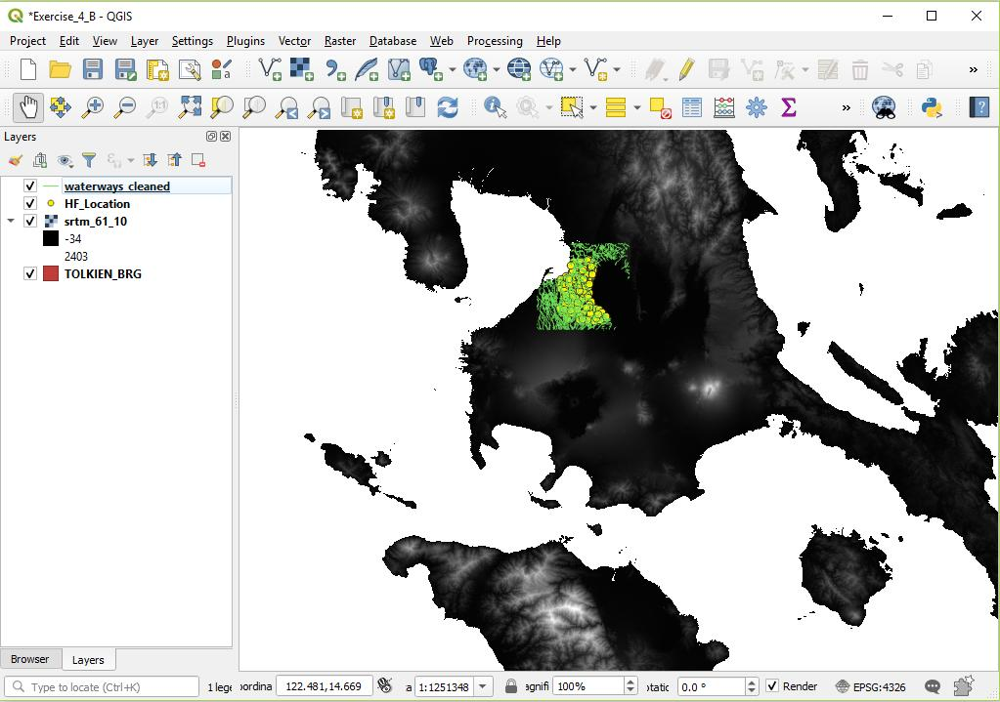 *Exercise_4_B - QGIS
Project Edit View Layer Settings Plugins Vector Raster Database Web Processing Help
Layers
waterways_cleaned
HF_Location
srtm_61_10
-34
2403
TOLKIEN_BRG
Browser Layers
Type to locate (Ctrl+K) 1 lege ordina 122.481,14.669 a 1:1251348 agnifi 100% otatic 0.0 ° Render EPSG:4326